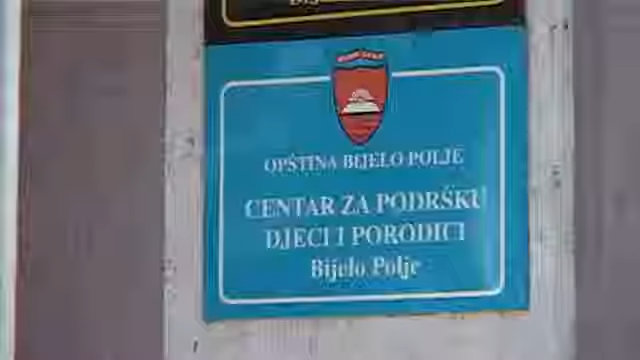 OPŠTINA BIJELO POLJE
CENTAR ZA PODRŠKU
DJECI I PORODICI
Bijelo Polje